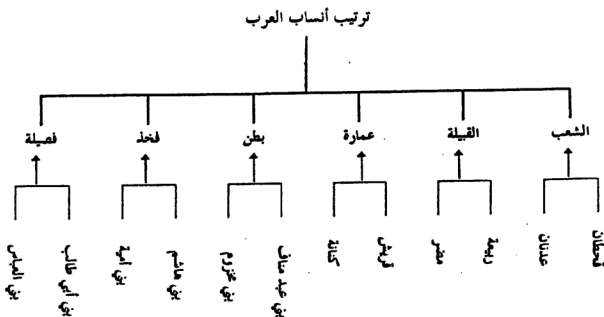 ترتيب أنساب العرب
الشعب
القبيلة
عمارة
بطن
فخذ
فصيلة
قحطان
عدنان
ربيعة
مضر
قريش
كنانة
بني عبد مناف
بني مخزوم
بني هاشم
بني أمية
بني أبي طالب
بني العباس